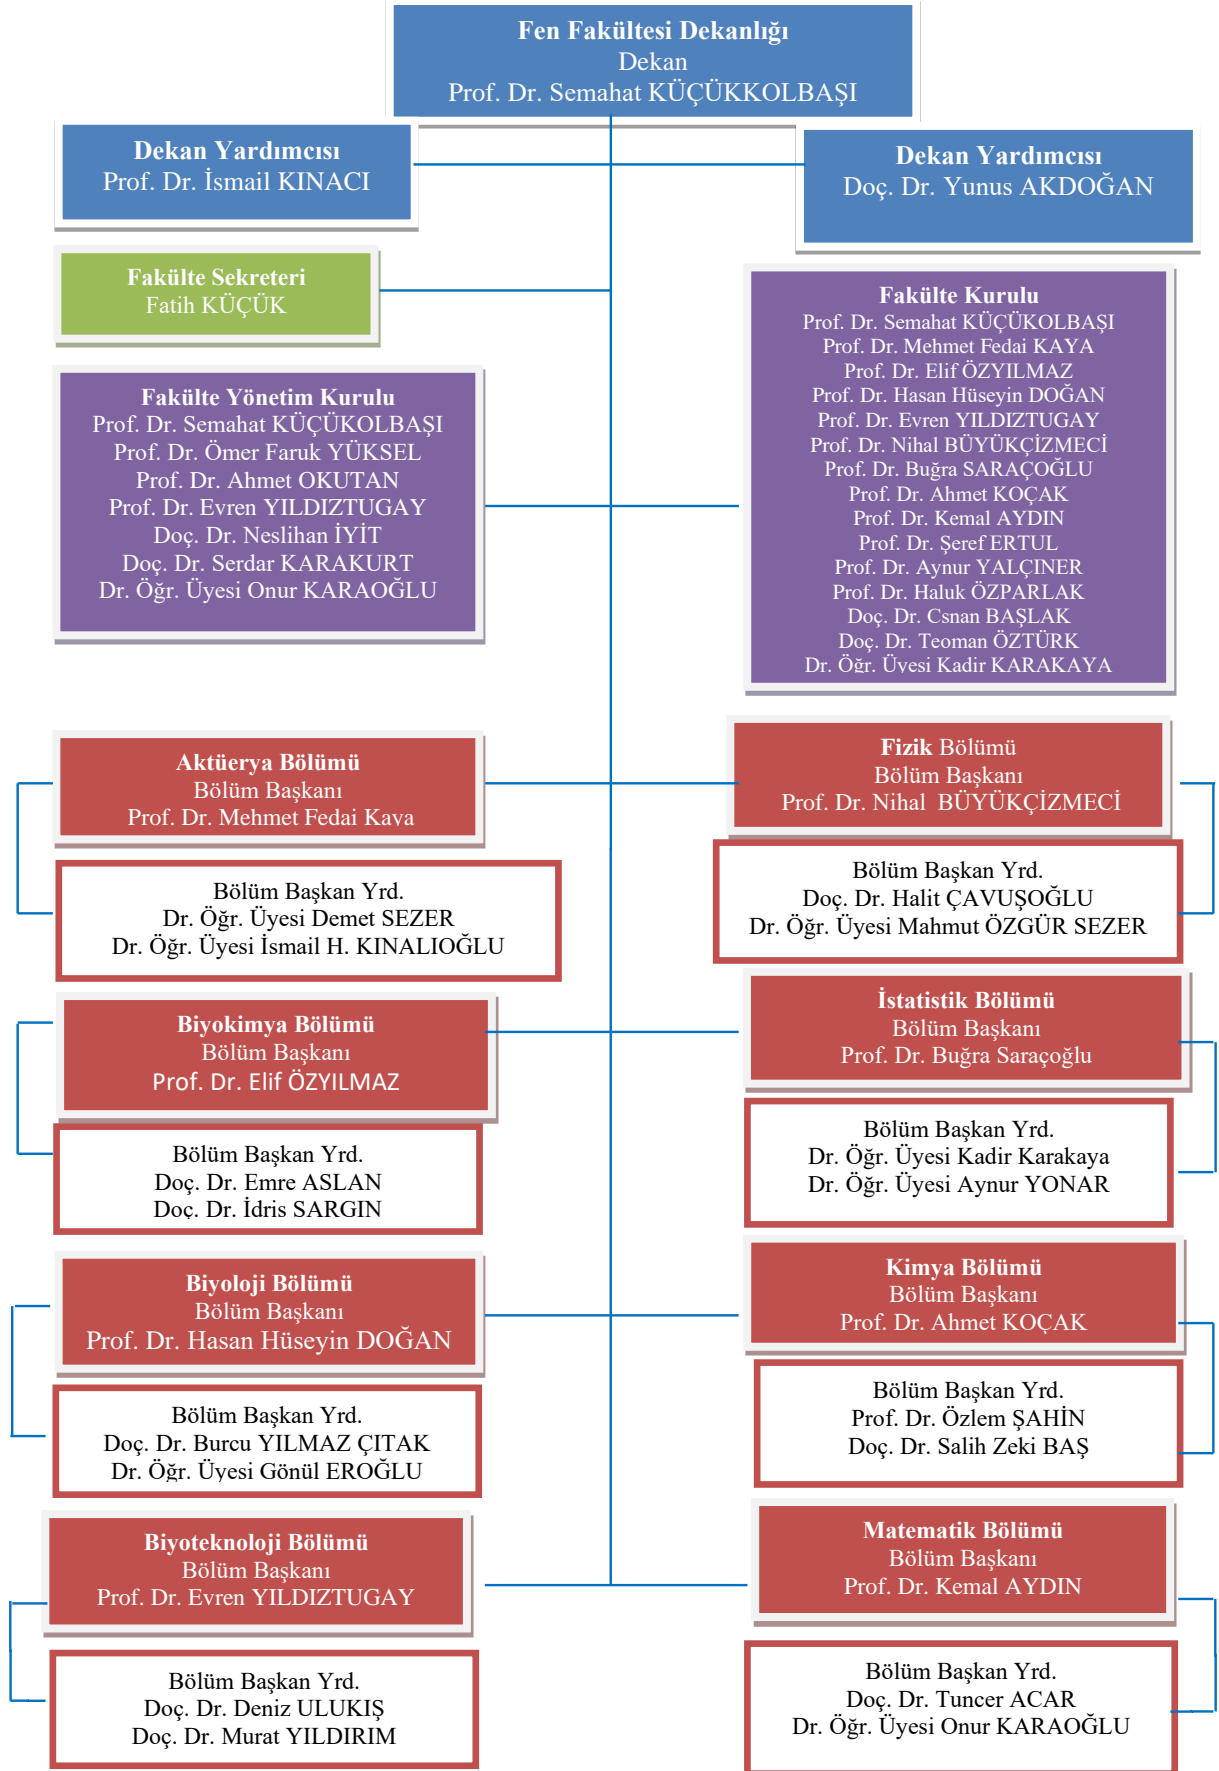 Fen Fakültesi Dekanlığı
Dekan
Prof. Dr. Semahat KÜÇÜKKOLBAŞI
Dekan Yardımcısı
Prof. Dr. İsmail KINACI
Dekan Yardımcısı
Doç. Dr. Yunus AKDOĞAN
Fakülte Sekreteri
Fatih KÜÇÜK
Fakülte Kurulu
Prof. Dr. Semahat KÜÇÜKOLBAŞI
Prof. Dr. Mehmet Fedai KAYA
Prof. Dr. Elif ÖZYILMAZ
Prof. Dr. Hasan Hüseyin DOĞAN
Prof. Dr. Evren YILDIZTUGAY
Prof. Dr. Nihal BÜYÜKÇİZMECİ
Prof. Dr. Buğra SARAÇOĞLU
Prof. Dr. Ahmet KOÇAK
Prof. Dr. Kemal AYDIN
Prof. Dr. Şeref ERTUL
Prof. Dr. Aynur YALÇINER
Prof. Dr. Haluk ÖZPARLAK
Doç. Dr. Csnan BAŞLAK
Doç. Dr. Teoman ÖZTÜRK
Dr. Öğr. Üyesi Kadir KARAKAYA
Fakülte Yönetim Kurulu
Prof. Dr. Semahat KÜÇÜKOLBAŞI
Prof. Dr. Ömer Faruk YÜKSEL
Prof. Dr. Ahmet OKUTAN
Prof. Dr. Evren YILDIZTUGAY
Doç. Dr. Neslihan İYİT
Doç. Dr. Serdar KARAKURT
Dr. Öğr. Üyesi Onur KARAOĞLU
Aktüerya Bölümü
Bölüm Başkanı
Prof. Dr. Mehmet Fedai Kaya
Fizik Bölümü
Bölüm Başkanı
Prof. Dr. Nihal BÜYÜKÇİZMECİ
Bölüm Başkan Yrd.
Dr. Öğr. Üyesi Demet SEZER
Dr. Öğr. Üyesi İsmail H. KINALIOĞLU
Bölüm Başkan Yrd.
Doç. Dr. Halit ÇAVUŞOĞLU
Dr. Öğr. Üyesi Mahmut ÖZGÜR SEZER
Biyokimya Bölümü
Bölüm Başkanı
Prof. Dr. Elif ÖZYILMAZ
İstatistik Bölümü
Bölüm Başkanı
Prof. Dr. Buğra Saraçoğlu
Bölüm Başkan Yrd.
Doç. Dr. Emre ASLAN
Doç. Dr. İdris SARGIN
Bölüm Başkan Yrd.
Dr. Öğr. Üyesi Kadir Karakaya
Dr. Öğr. Üyesi Aynur YONAR
Biyoloji Bölümü
Bölüm Başkanı
Prof. Dr. Hasan Hüseyin DOĞAN
Kimya Bölümü
Bölüm Başkanı
Prof. Dr. Ahmet KOÇAK
Bölüm Başkan Yrd.
Doç. Dr. Burcu YILMAZ ÇITAK
Dr. Öğr. Üyesi Gönül EROĞLU
Bölüm Başkan Yrd.
Prof. Dr. Özlem ŞAHİN
Doç. Dr. Salih Zeki BAŞ
Biyoteknoloji Bölümü
Bölüm Başkanı
Prof. Dr. Evren YILDIZTUGAY
Matematik Bölümü
Bölüm Başkanı
Prof. Dr. Kemal AYDIN
Bölüm Başkan Yrd.
Doç. Dr. Deniz ULUKIŞ
Doç. Dr. Murat YILDIRIM
Bölüm Başkan Yrd.
Doç. Dr. Tuncer ACAR
Dr. Öğr. Üyesi Onur KARAOĞLU